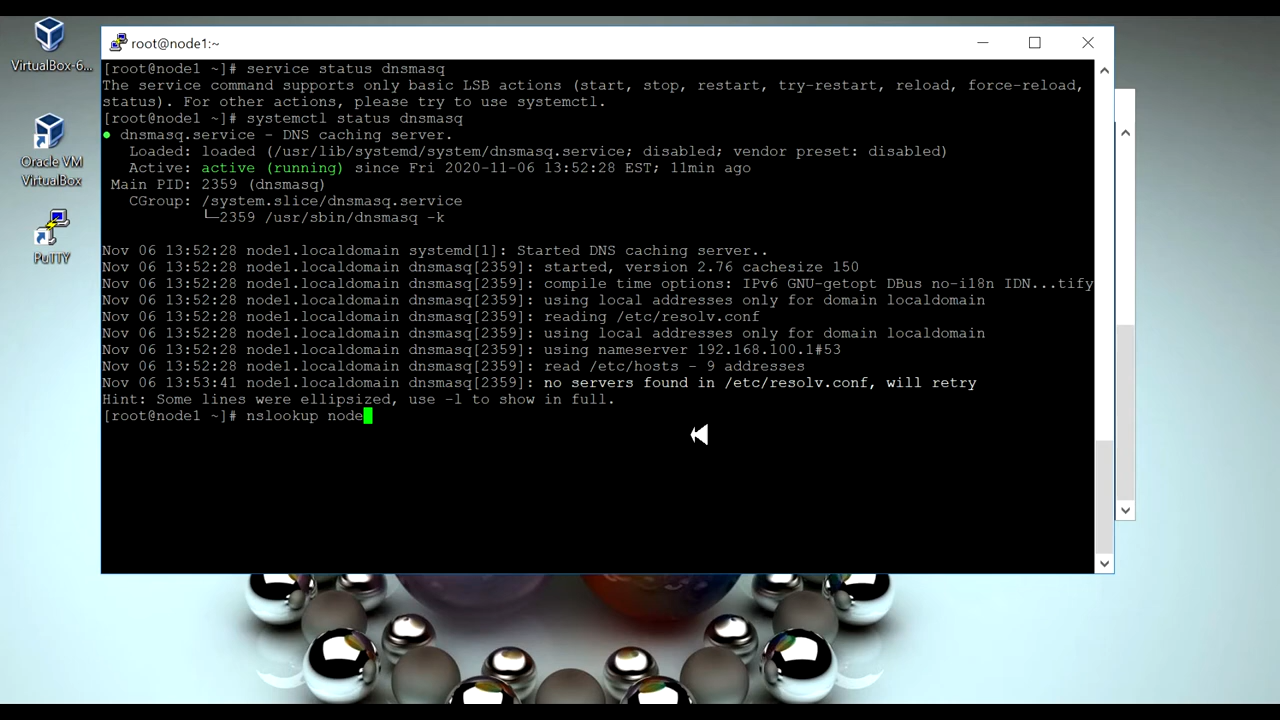 VirtualBox-6...
Oracle VM
VirtualBox
PuTTY
root@node1:~
[root@node1 ~]# service status dnsmasq
The service command supports only basic LSB actions (start, stop, restart, try-restart, reload, force-reload,
status). For other actions, please try to use systemctl.
[root@node1 ~]# systemctl status dnsmasq
● dnsmasq.service - DNS caching server.
Loaded: loaded (/usr/lib/systemd/system/dnsmasq.service; disabled; vendor preset: disabled)
Active: active (running) since Fri 2020-11-06 13:52:28 EST; 11min ago
Main PID: 2359 (dnsmasq)
CGroup: /system.slice/dnsmasq.service
└─2359 /usr/sbin/dnsmasq -k
Nov 06 13:52:28 node1.localdomain systemd[1]: Started DNS caching server..
Nov 06 13:52:28 node1.localdomain dnsmasq[2359]: started, version 2.76 cachesize 150
Nov 06 13:52:28 node1.localdomain dnsmasq[2359]: compile time options: IPv6 GNU-getopt DBus no-i18n IDN...tify
Nov 06 13:52:28 node1.localdomain dnsmasq[2359]: using local addresses only for domain localdomain
Nov 06 13:52:28 node1.localdomain dnsmasq[2359]: reading /etc/resolv.conf
Nov 06 13:52:28 node1.localdomain dnsmasq[2359]: using local addresses only for domain localdomain
Nov 06 13:52:28 node1.localdomain dnsmasq[2359]: using nameserver 192.168.100.1#53
Nov 06 13:52:28 node1.localdomain dnsmasq[2359]: read /etc/hosts - 9 addresses
Nov 06 13:53:41 node1.localdomain dnsmasq[2359]: no servers found in /etc/resolv.conf, will retry
Hint: Some lines were ellipsized, use -l to show in full.
[root@node1 ~]# nslookup node